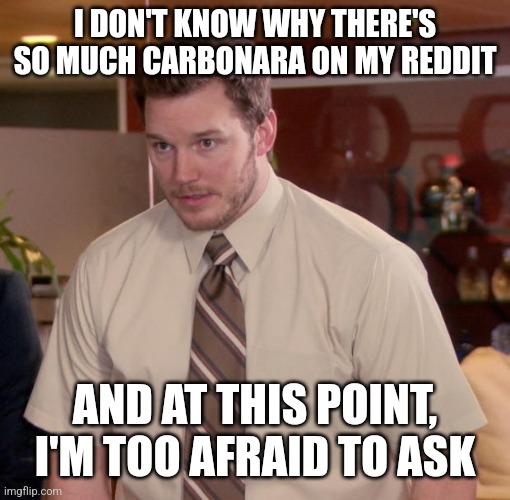 I DON'T KNOW WHY THERE'S
SO MUCH CARBONARA ON MY REDDIT
AND AT THIS POINT,
I'M TOO AFRAID TO ASK
imgflip.com